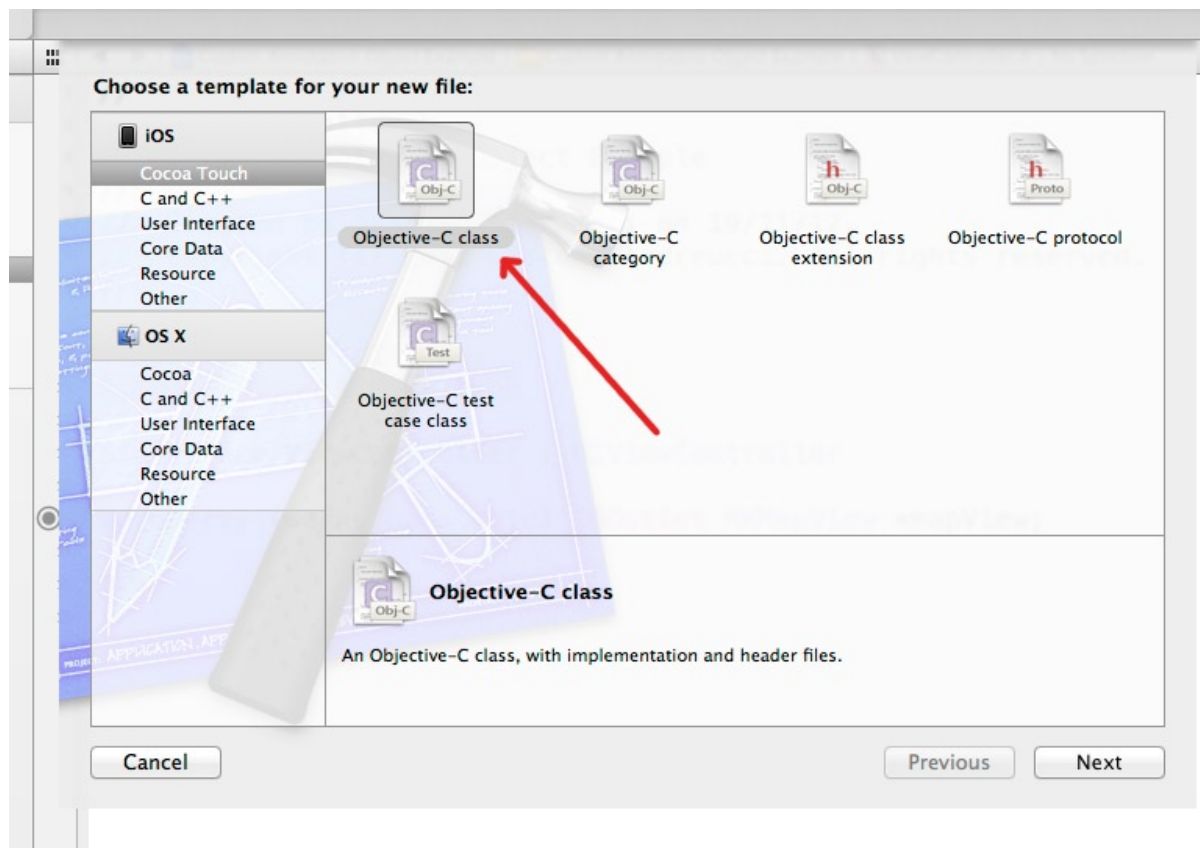 Choose a template for your new file:
iOS
Cocoa Touch
C and C++
User Interface
Core Data
Resource
Other
OS X
Cocoa
C and C++
User Interface
Core Data
Resource
Other
Obj-C
Objective-C class
Obj-C
Objective-C
category
h
Obj-C
Objective-C class
extension
h
Proto
Objective-C protocol
C
Test
Objective-C test
case class
Obj-C
Objective-C class
An Objective-C class, with implementation and header files.
PROJECT: APPLICATION.APP
Cancel
Previous
Next